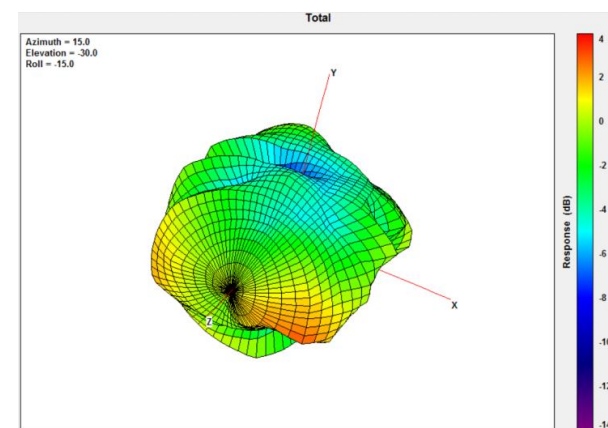 Total
Azimuth = 15.0
Elevation = -30.0
Roll = -15.0
Y
X
Z
4
2
0
-2
-4
-6
-8
-10
-12
-14
Response (dB)